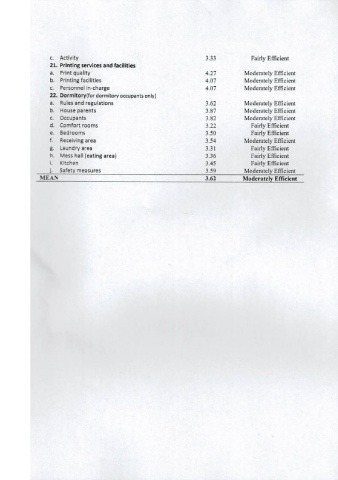 c. Activity 3.33 Fairly Efficient
21. Printing services and facilities
a. Print quality 4.27 Moderately Efficient
b. Printing facilities 4.07 Moderately Efficient
c. Personnel in-charge 4.07 Moderately Efficient
22. Dormitory(for dormitory occupants only)
a. Rules and regulations 3.62 Moderately Efficient
b. House parents 3.87 Moderately Efficient
c. Occupants 3.82 Moderately Efficient
d. Comfort rooms 3.22 Fairly Efficient
e. Bedrooms 3.50 Fairly Efficient
f. Receiving area 3.54 Moderately Efficient
g. Laundry area 3.31 Fairly Efficient
h. Mess hall (eating area) 3.36 Fairly Efficient
i. Kitchen 3.45 Fairly Efficient
j. Safety measures 3.59 Moderately Efficient
MEAN 3.62 Moderately Efficient